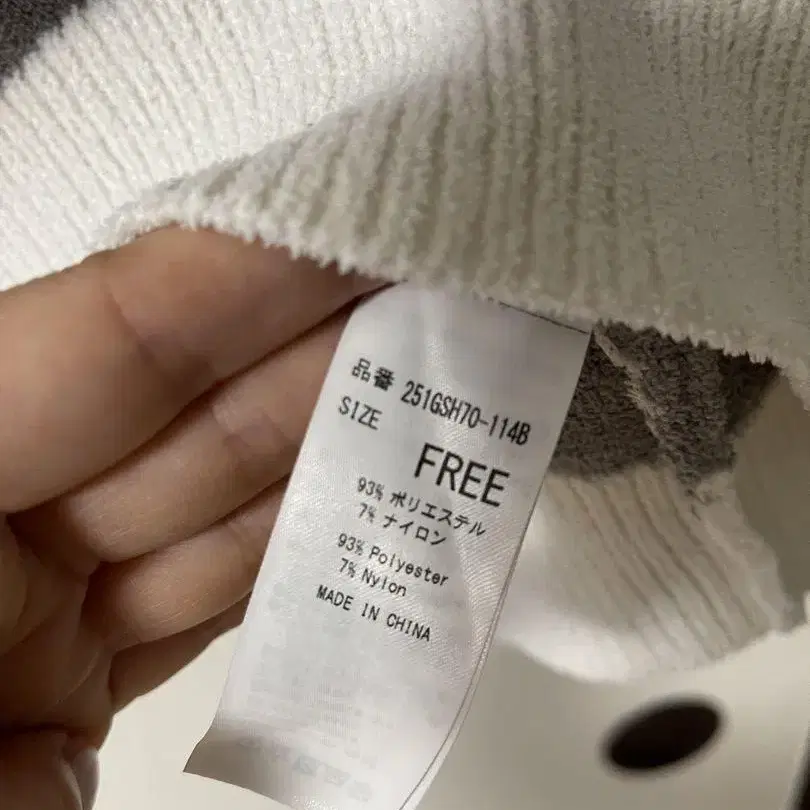 品番 251GSH70-114B
SIZE
FREE
93% ポリエステル
7% ナイロン
93% Polyester
7% Nylon
MADE IN CHINA